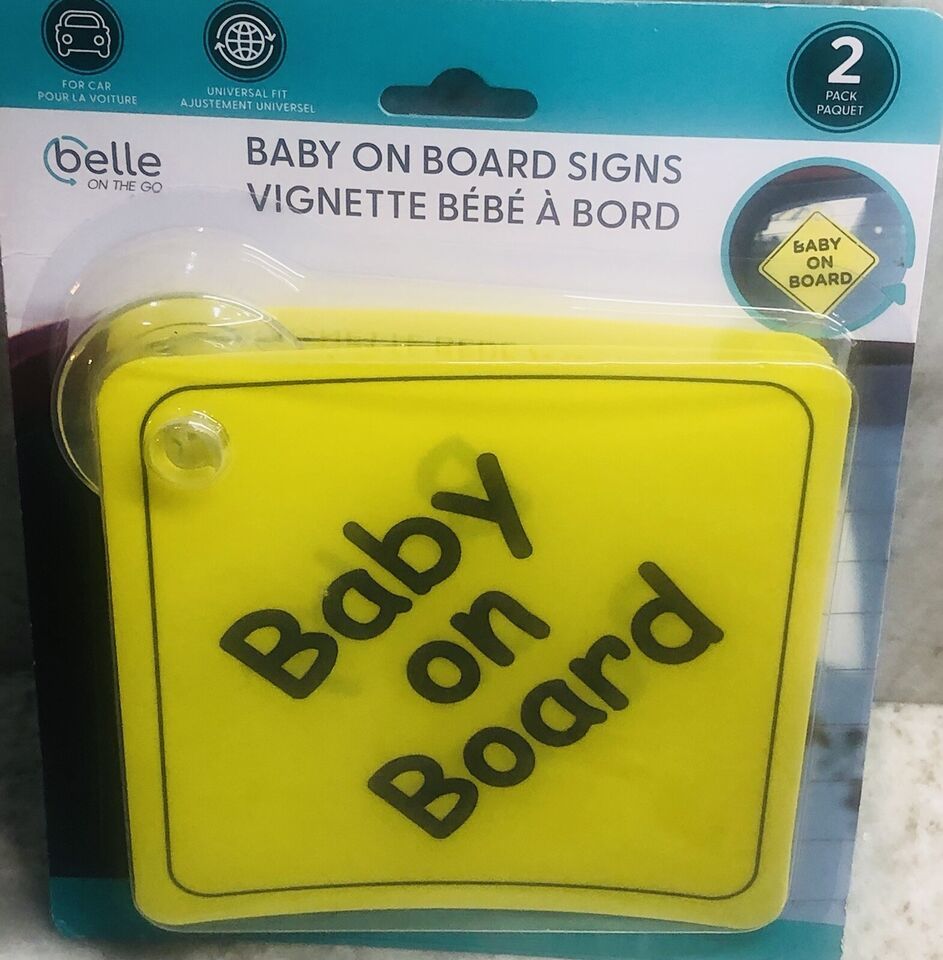 FOR CAR
POUR LA VOITURE
UNIVERSAL FIT
AJUSTEMENT UNIVERSEL
2
PACK
PAQUET
belle
ON THE GO
BABY ON BOARD SIGNS
VIGNETTE BÉBÉ À BORD
BABY
ON
BOARD
Baby
on
Board